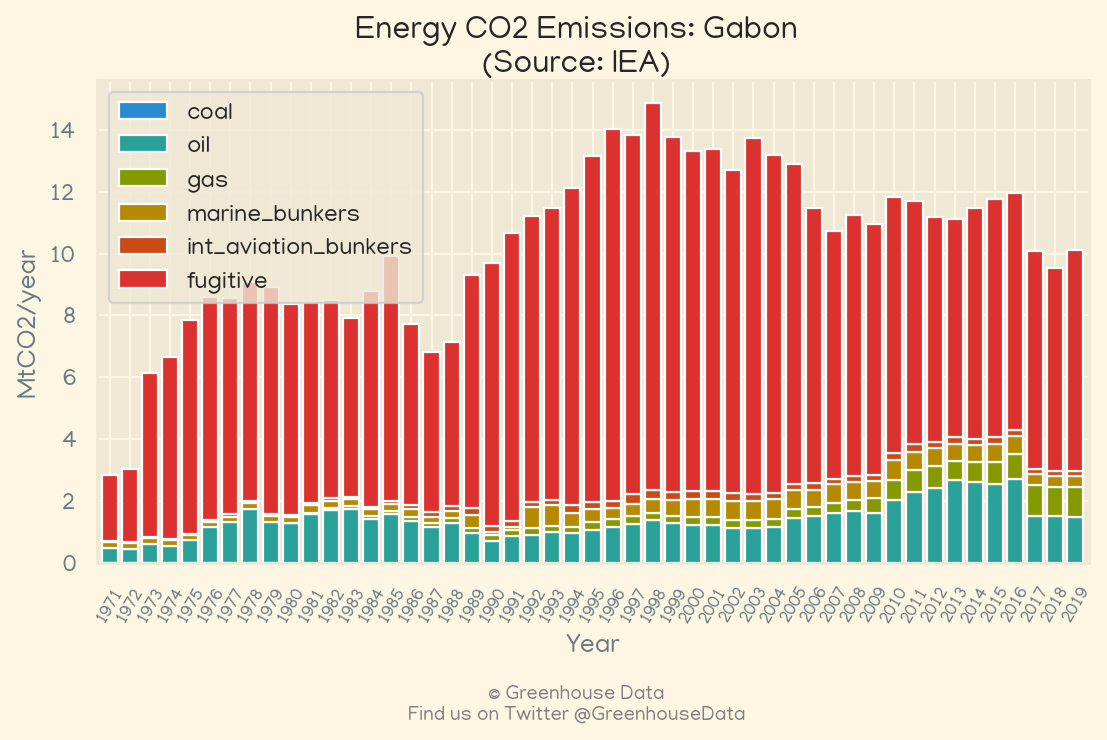 Energy CO2 Emissions: Gabon
(Source: IEA)
coal
oil
gas
marine_bunkers
int_aviation_bunkers
fugitive
MtCO2/year
14
12
10
8
6
4
2
0
1971 1972 1973 1974 1975 1976 1977 1978 1979 1980 1981 1982 1983 1984 1985 1986 1987 1988 1989 1990 1991 1992 1993 1994 1995 1996 1997 1998 1999 2000 2001 2002 2003 2004 2005 2006 2007 2008 2009 2010 2011 2012 2013 2014 2015 2016 2017 2018 2019
Year
© Greenhouse Data
Find us on Twitter @GreenhouseData